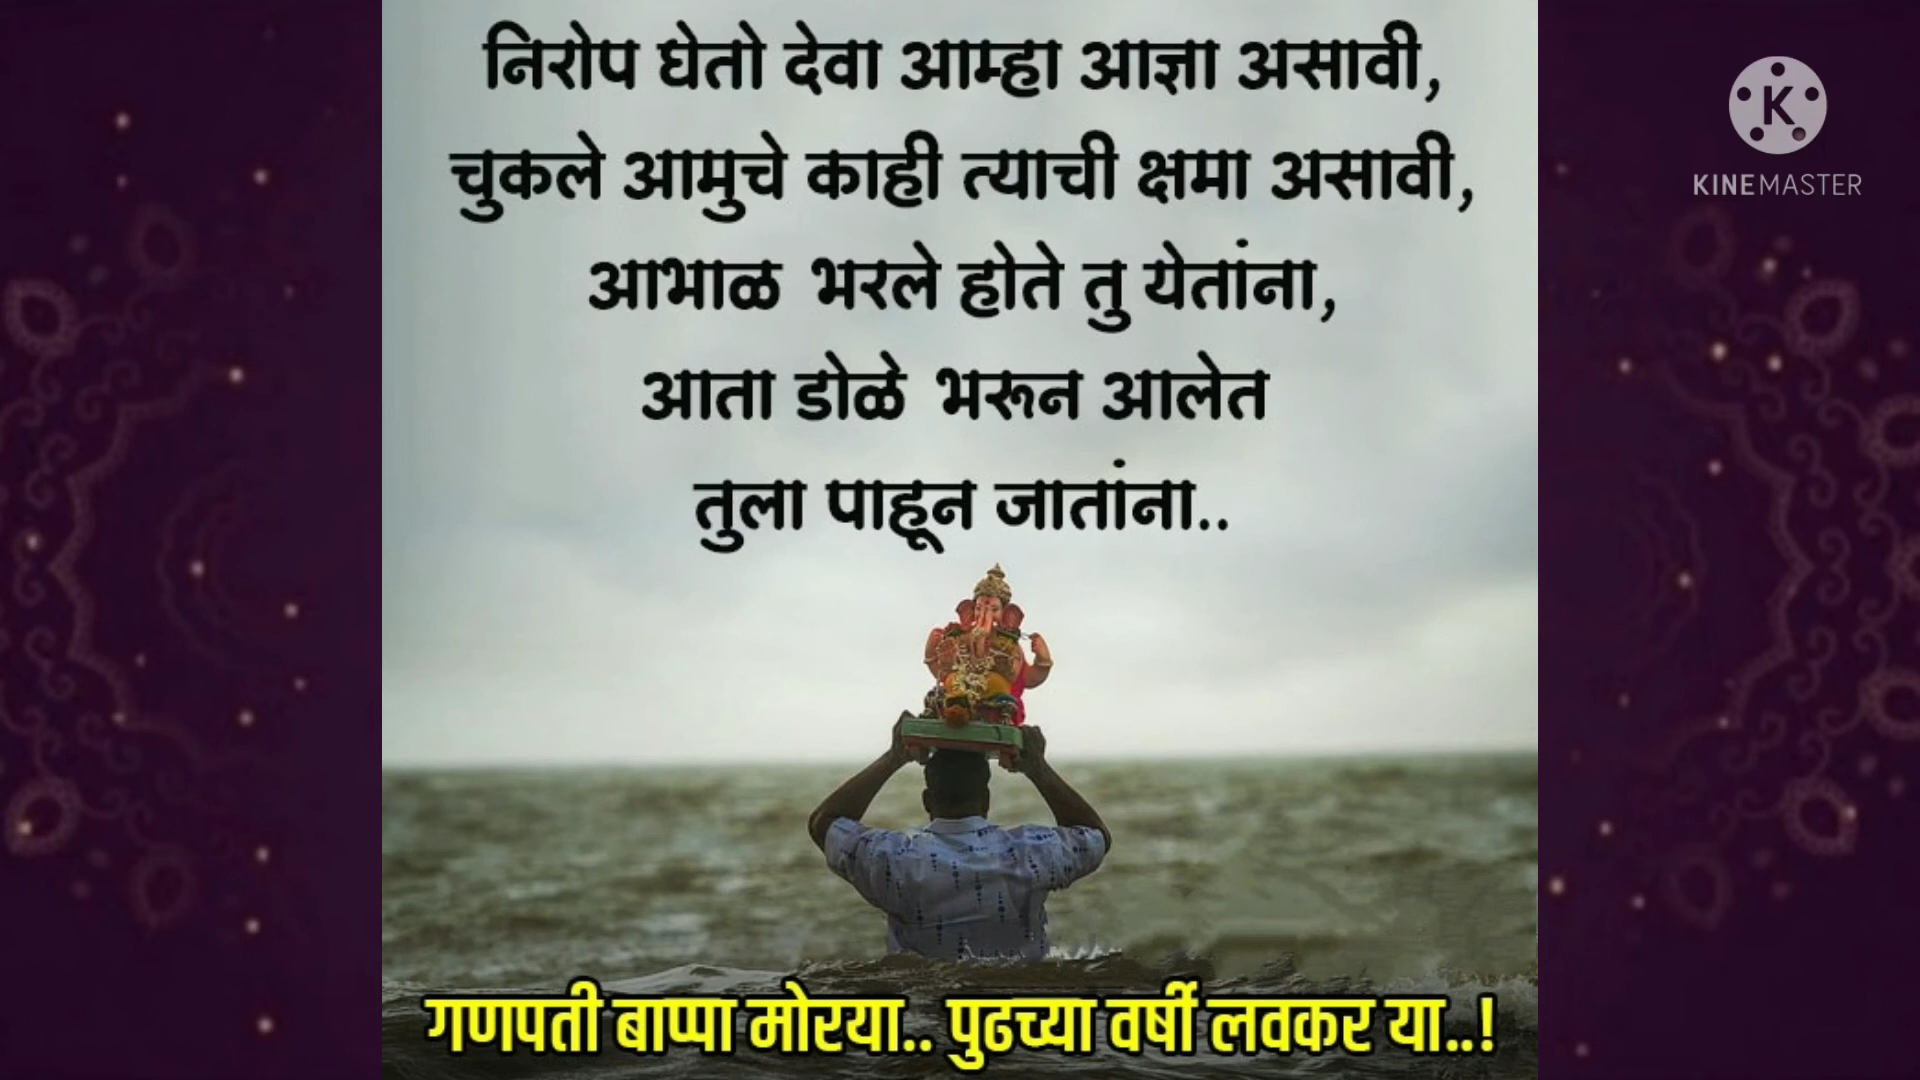 निरोप घेतो देवा आम्हा आज्ञा असावी,
चुकले आमुचे काही त्याची क्षमा असावी,
आभाळ भरले होते तु येतांना,
आता डोळे भरून आलेत
तुला पाहून जातांना..
गणपती बाप्पा मोरया.. पुढच्या वर्षी लवकर या..!
K
KINEMASTER